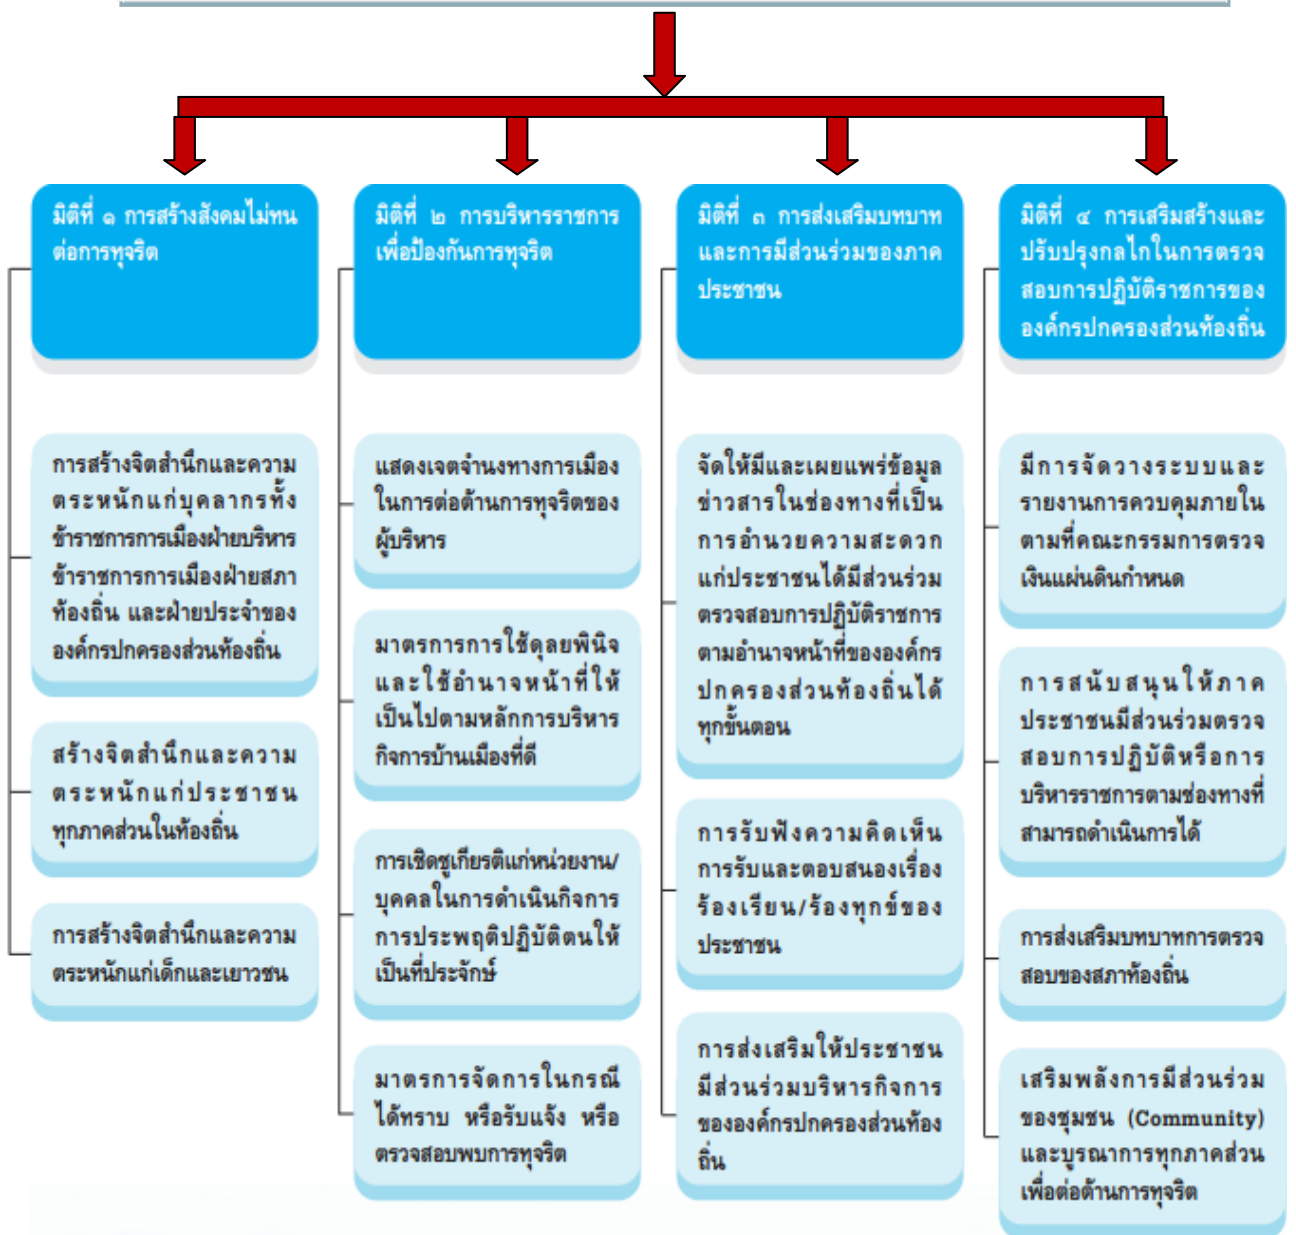 มิติที่ ๑ การสร้างสังคมไม่ทน
ต่อการทุจริต
การสร้างจิตสำนึกและความ
ตระหนักแก่บุคลากรทั้ง
ข้าราชการการเมืองฝ่ายบริหาร
ข้าราชการการเมืองฝ่ายสภา
ท้องถิ่น และฝ่ายประจำของ
องค์กรปกครองส่วนท้องถิ่น
สร้างจิตสำนึกและความ
ตระหนักแก่ประชาชน
ทุกภาคส่วนในท้องถิ่น
การสร้างจิตสำนึกและความ
ตระหนักแก่เด็กและเยาวชน
มิติที่ ๒ การบริหารราชการ
เพื่อป้องกันการทุจริต
แสดงเจตจำนงทางการเมือง
ในการต่อต้านการทุจริตของ
ผู้บริหาร
มาตรการการใช้ดุลยพินิจ
และใช้อำนาจหน้าที่ให้
เป็นไปตามหลักการบริหาร
กิจการบ้านเมืองที่ดี
การเชิดชูเกียรติแก่หน่วยงาน/
บุคคลในการดำเนินกิจการ
การประพฤติปฏิบัติตนให้
เป็นที่ประจักษ์
มาตรการจัดการในกรณี
ได้ทราบ หรือรับแจ้ง หรือ
ตรวจสอบพบการทุจริต
มิติที่ ๓ การส่งเสริมบทบาท
และการมีส่วนร่วมของภาค
ประชาชน
จัดให้มีและเผยแพร่ข้อมูล
ข่าวสารในช่องทางที่เป็น
การอำนวยความสะดวก
แก่ประชาชนได้มีส่วนร่วม
ตรวจสอบการปฏิบัติราชการ
ตามอำนาจหน้าที่ขององค์กร
ปกครองส่วนท้องถิ่นได้
ทุกขั้นตอน
การรับฟังความคิดเห็น
การรับและตอบสนองเรื่อง
ร้องเรียน/ร้องทุกข์ของ
ประชาชน
การส่งเสริมให้ประชาชน
มีส่วนร่วมบริหารกิจการ
ขององค์กรปกครองส่วนท้อง
ถิ่น
มิติที่ ๔ การเสริมสร้างและ
ปรับปรุงกลไกในการตรวจ
สอบการปฏิบัติราชการของ
องค์กรปกครองส่วนท้องถิ่น
มีการจัดวางระบบและ
รายงานการควบคุมภายใน
ตามที่คณะกรรมการตรวจ
เงินแผ่นดินกำหนด
การสนับสนุนให้ภาค
ประชาชนมีส่วนร่วมตรวจ
สอบการปฏิบัติหรือการ
บริหารราชการตามช่องทางที่
สามารถดำเนินการได้
การส่งเสริมบทบาทการตรวจ
สอบของสภาท้องถิ่น
เสริมพลังการมีส่วนร่วม
ของชุมชน (Community)
และบูรณาการทุกภาคส่วน
เพื่อต่อต้านการทุจริต